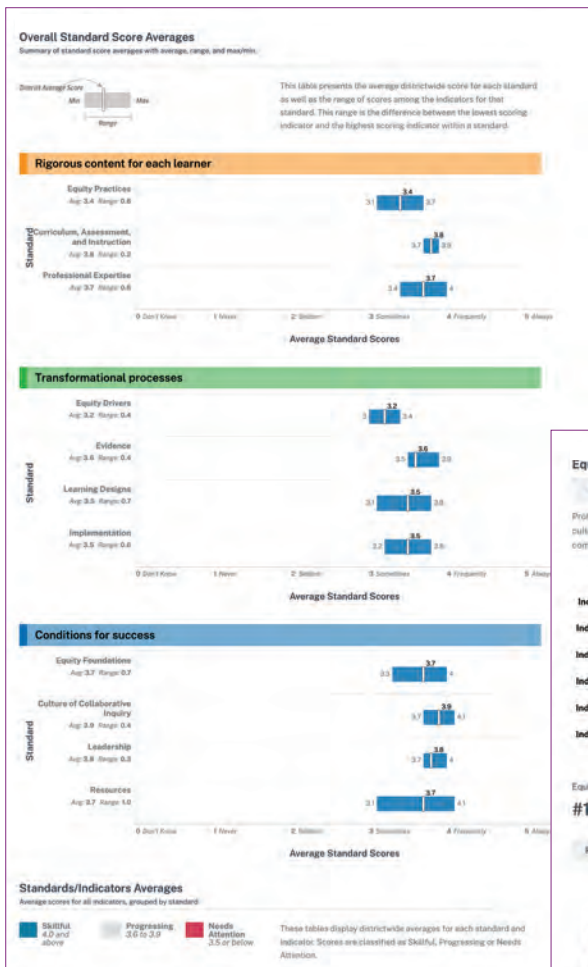 Overall Standard Score Averages
Summary of standard score averages with average, range, and max/min.
District Average Score
Min
Max
Range
This table presents the average districtwide score for each standard
as well as the range of scores among the indicators for that
standard. This range is the difference between the lowest scoring
indicator and the highest scoring indicator within a standard.
Rigorous content for each learner
Standard
Equity Practices
Avg: 3.4 Range: 0.6
3.1
3.4
3.7
Curriculum, Assessment,
and Instruction
Avg: 3.8 Range: 0.2
3.7
3.8
3.9
Professional Expertise
Avg: 3.7 Range: 0.6
3.4
3.7
4
0 Don't Know 1 Never 2 Seldom 3 Sometimes 4 Frequently 5 Always
Average Standard Scores
Transformational processes
Standard
Equity Drivers
Avg: 3.2 Range: 0.4
3
3.2
3.4
Evidence
Avg: 3.6 Range: 0.4
3.5
3.6
3.9
Learning Designs
Avg: 3.5 Range: 0.7
3.1
3.5
3.8
Implementation
Avg: 3.5 Range: 0.6
3.2
3.5
3.8
0 Don't Know 1 Never 2 Seldom 3 Sometimes 4 Frequently 5 Always
Average Standard Scores
Conditions for success
Standard
Equity Foundations
Avg: 3.7 Range: 0.7
3.3
3.7
4
Culture of Collaborative
Inquiry
Avg: 3.9 Range: 0.4
3.7
3.9
4.1
Leadership
Avg: 3.8 Range: 0.3
3.7
3.8
4
Resources
Avg: 3.7 Range: 1.0
3.1
3.7
4.1
0 Don't Know 1 Never 2 Seldom 3 Sometimes 4 Frequently 5 Always
Average Standard Scores
Standards/Indicators Averages
Average scores for all indicators, grouped by standard
Skillful
4.0 and
above
Progressing
3.6 to 3.9
Needs
Attention
3.5 or below
These tables display districtwide averages for each standard and
indicator. Scores are classified as Skillful, Progressing or Needs
Attention.
#1